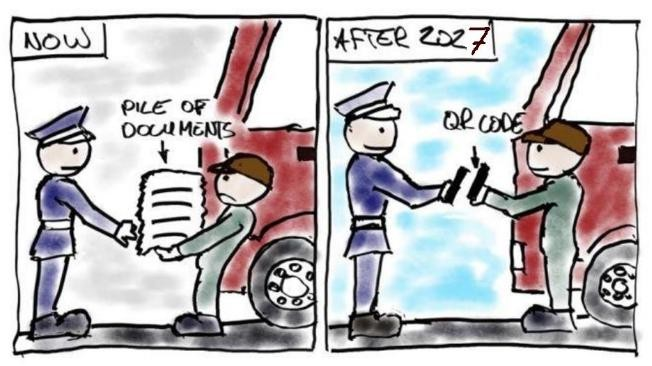 NOW
PILE OF
DOCUMENTS
AFTER 2027
QR CODE